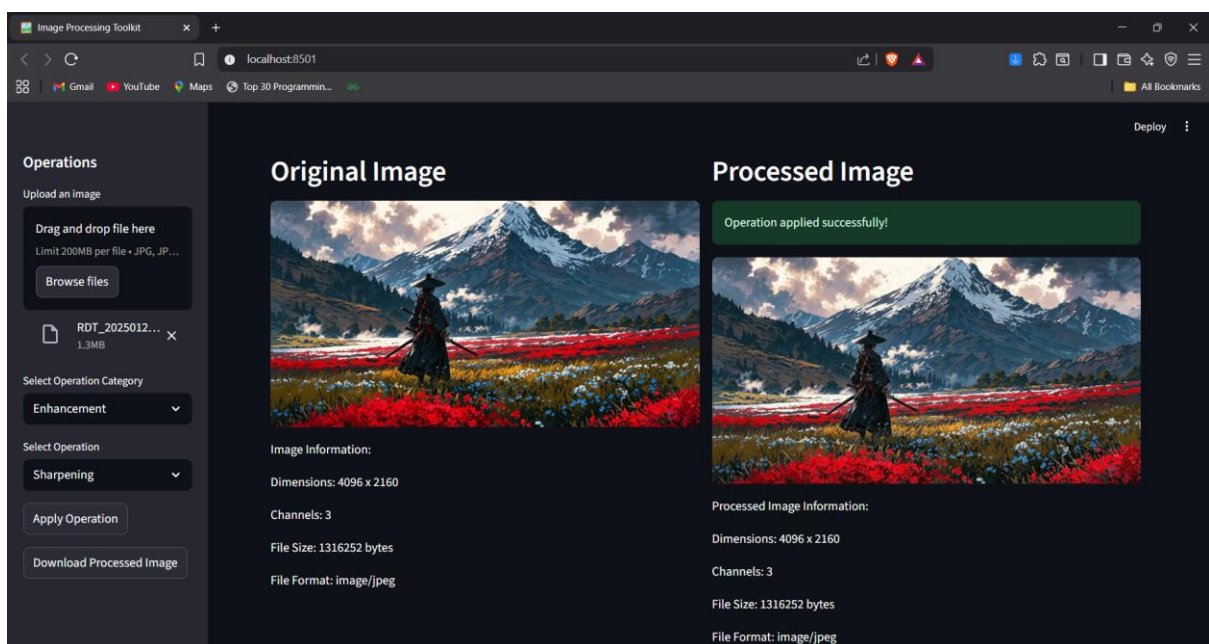 Image Processing Toolkit
localhost:8501
Gmail YouTube Maps Top 30 Programmin...
All Bookmarks
Deploy
Operations
Upload an image
Drag and drop file here
Limit 200MB per file • JPG, JP...
Browse files
RDT_2025012...
1.3MB
Select Operation Category
Enhancement
Select Operation
Sharpening
Apply Operation
Download Processed Image
Original Image
Image Information:
Dimensions: 4096 x 2160
Channels: 3
File Size: 1316252 bytes
File Format: image/jpeg
Processed Image
Operation applied successfully!
Processed Image Information:
Dimensions: 4096 x 2160
Channels: 3
File Size: 1316252 bytes
File Format: image/jpeg